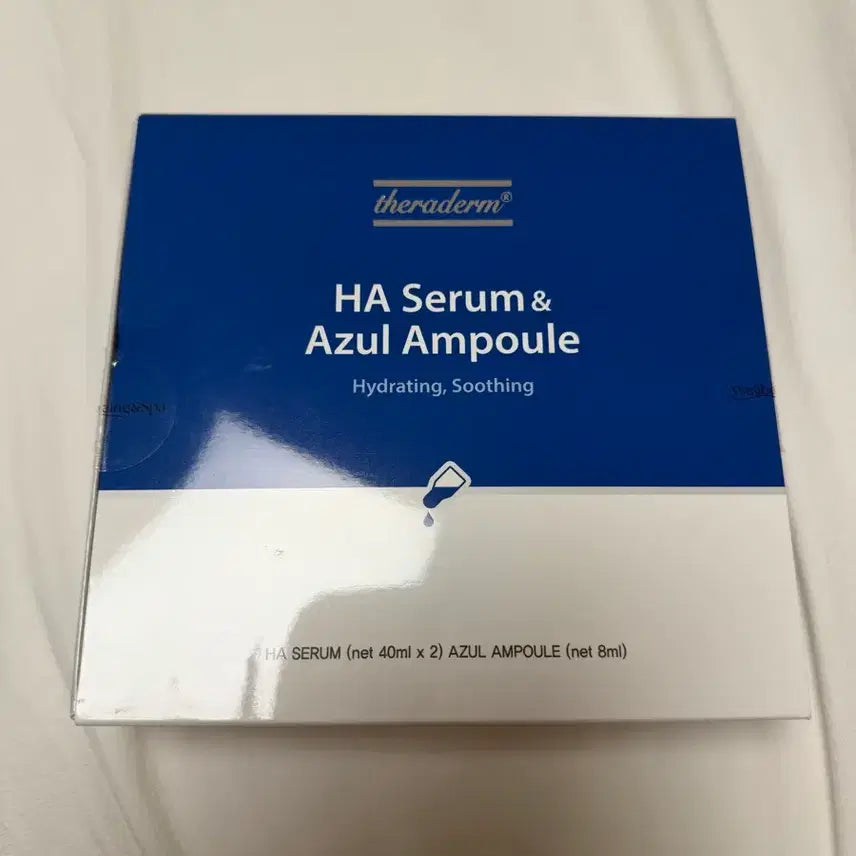 theraderm®
HA Serum &
Azul Ampoule
Hydrating, Soothing
HA SERUM (net 40ml x 2) AZUL AMPOULE (net 8ml)